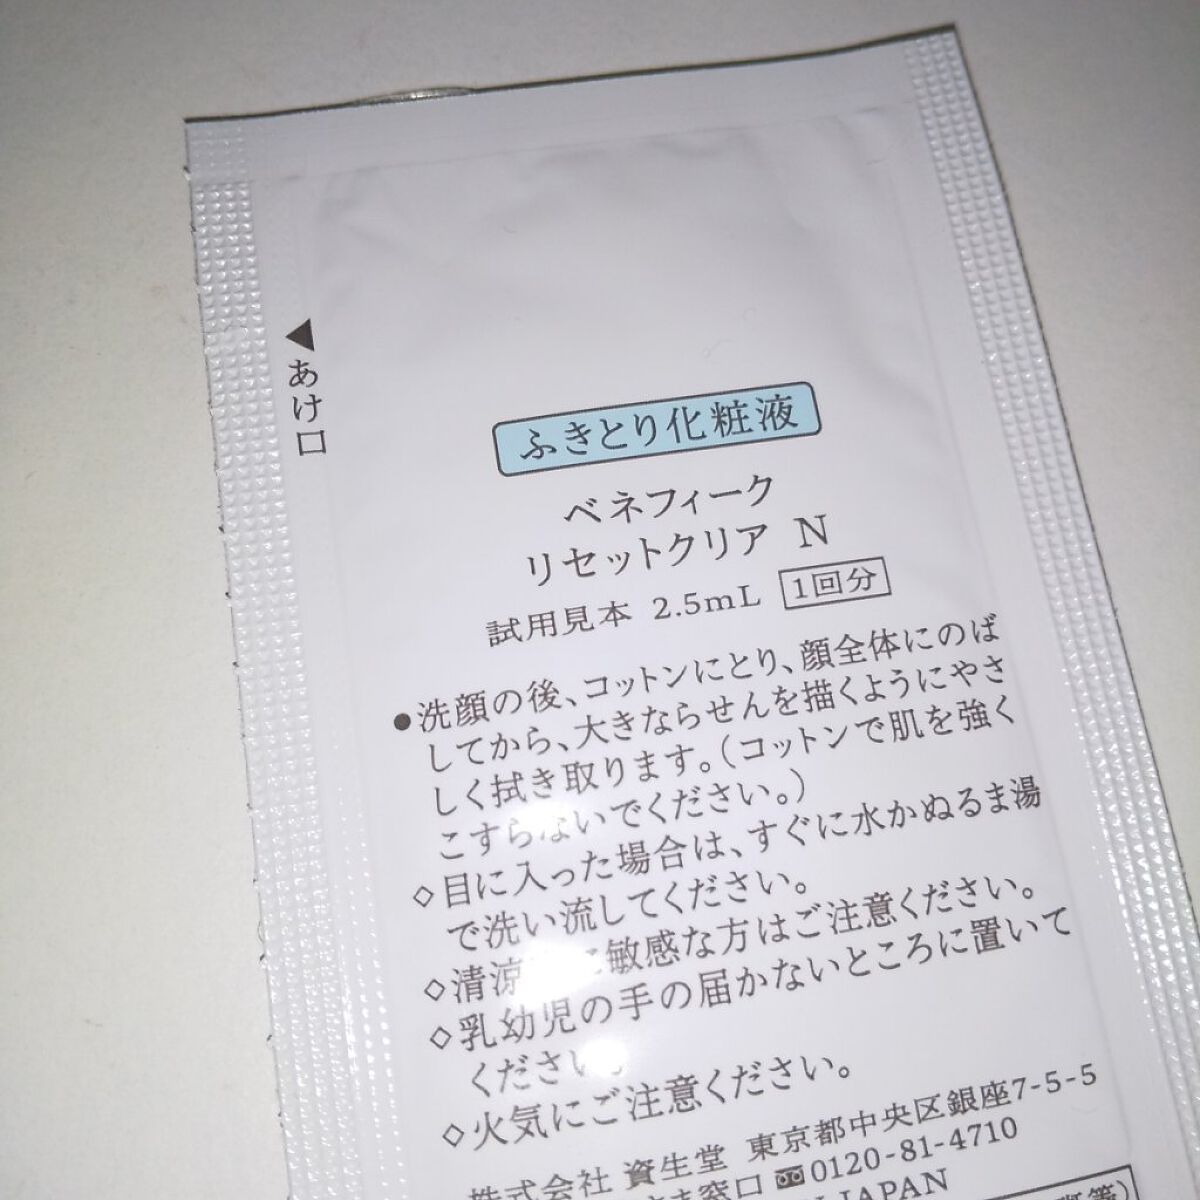 ◀あけ口
ふきとり化粧液
ベネフィーク
リセットクリア N
試用見本 2.5mL 1回分
●洗顔の後、コットンにとり、顔全体にのば
してから、大きならせんを描くようにやさ
しく拭き取ります。(コットンで肌を強く
こすらないでください。)
◇目に入った場合は、すぐに水かぬるま湯
で洗い流してください。
◇清涼 に敏感な方はご注意ください。
◇乳幼児の手の届かないところに置いて
ください。
◇火気にご注意ください。
株式会社 資生堂 東京都中央区銀座7-5-5
窓口 0120-81-4710
JAPAN